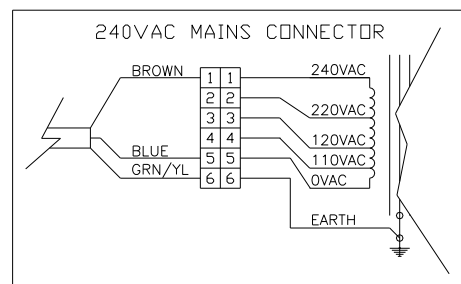 240VAC MAINS CONNECTOR
BROWN 1 1 240VAC
2 2 220VAC
3 3 120VAC
4 4 110VAC
BLUE 5 5 0VAC
GRN/YL 6 6
EARTH